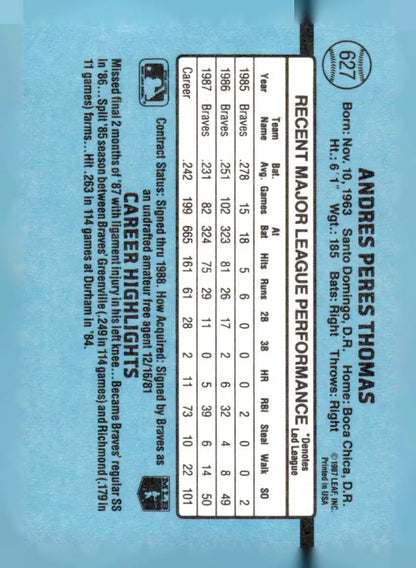 627
ANDRES PERES THOMAS
Born: Nov. 10 1963 Santo Domingo, D.R. Home: Boca Chica, D.R.
Ht.: 6'1" Wgt.: 185 Bats: Right Throws: Right
© 1987 LEAF, INC.
Printed in USA
RECENT MAJOR LEAGUE PERFORMANCE *Denotes Led League
Year Team Name Bat. Avg. Games At Bat Hits Runs 2B 3B HR RBI Steal Walk SO
1985 Braves .278 15 18 5 6 0 0 0 2 0 0 2
1986 Braves .251 102 323 81 26 17 2 6 32 4 8 49
1987 Braves .231 82 324 75 29 11 0 5 39 6 14 50
Career .242 199 665 161 61 28 2 11 73 10 22 101
Contract Status: Signed thru 1988. How Acquired: Signed by Braves as
an undrafted amateur free agent 12/16/81
MLB
CAREER HIGHLIGHTS
Missed final 2 months of '87 with ligament injury in his left knee... Became Braves' regular SS
in '86... Split '85 season between Braves' Greenville (.249 in 114 games) and Richmond (.179 in
11 games) farms... Hit .263 in 114 games at Durham in '84.